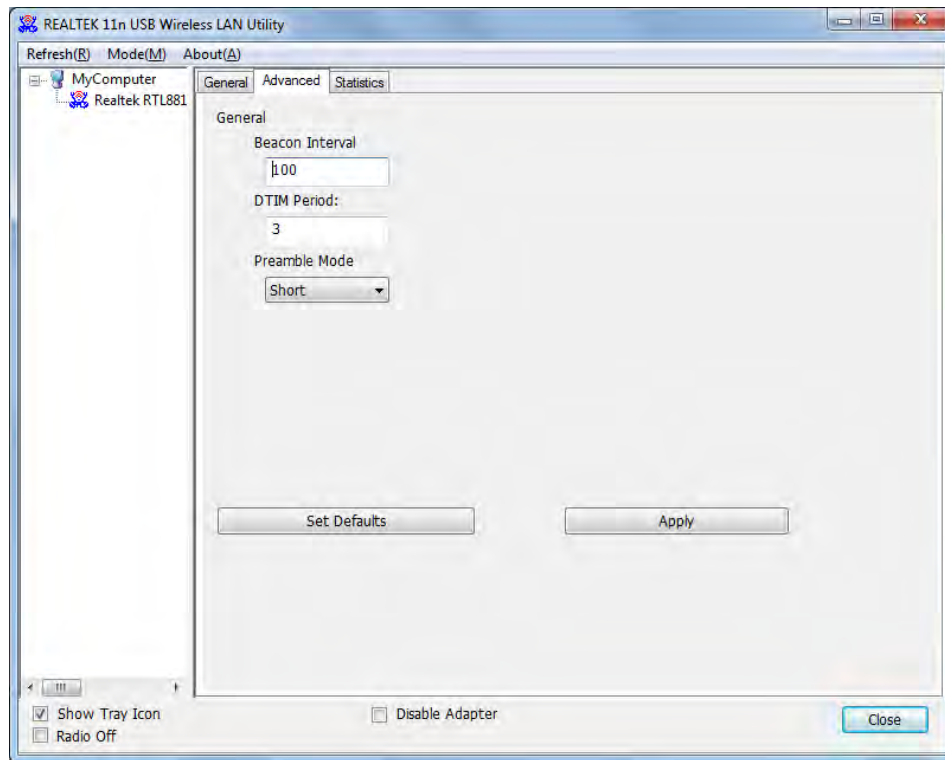 REALTEK 11n USB Wireless LAN Utility
Refresh(R) Mode(M) About(A)
MyComputer
Realtek RTL881
General Advanced Statistics
General
Beacon Interval
100
DTIM Period:
3
Preamble Mode
Short
Set Defaults Apply
Show Tray Icon
Radio Off
Disable Adapter
Close